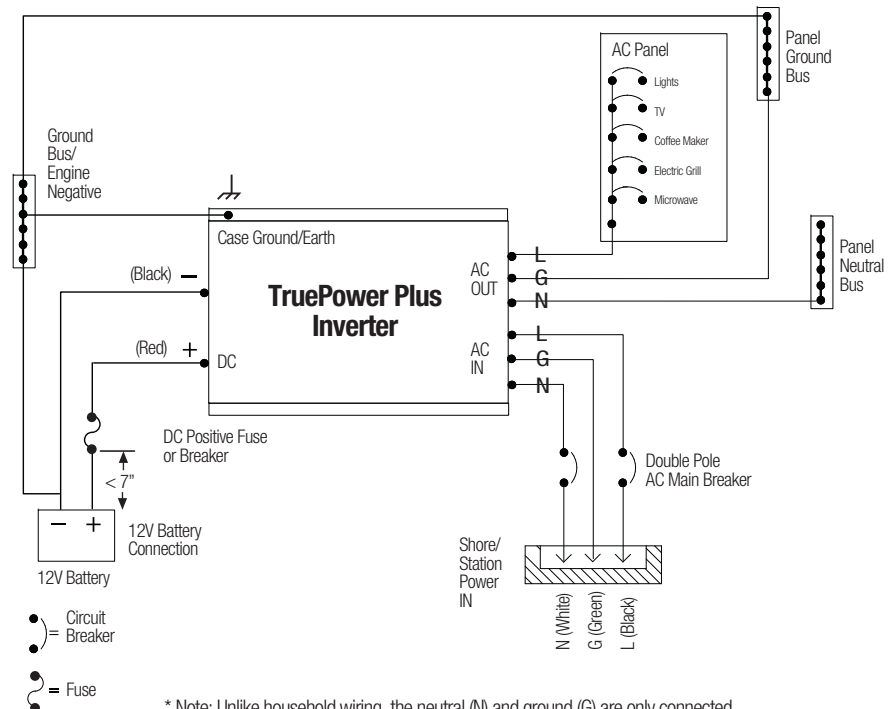 AC Panel
Lights
TV
Coffee Maker
Electric Grill
Microwave
Panel
Ground
Bus
Ground
Bus/
Engine
Negative
Case Ground/Earth
TruePower Plus
Inverter
(Black) –
(Red) +
DC
AC
OUT
L
G
N
AC
IN
L
G
N
Panel
Neutral
Bus
DC Positive Fuse
or Breaker
< 7”
– +
12V Battery
Connection
12V Battery
Double Pole
AC Main Breaker
Shore/
Station
Power
IN
N (White)
G (Green)
L (Black)
= Circuit
Breaker
= Fuse
* Note: Unlike household wiring, the neutral (N) and ground (G) are only connected